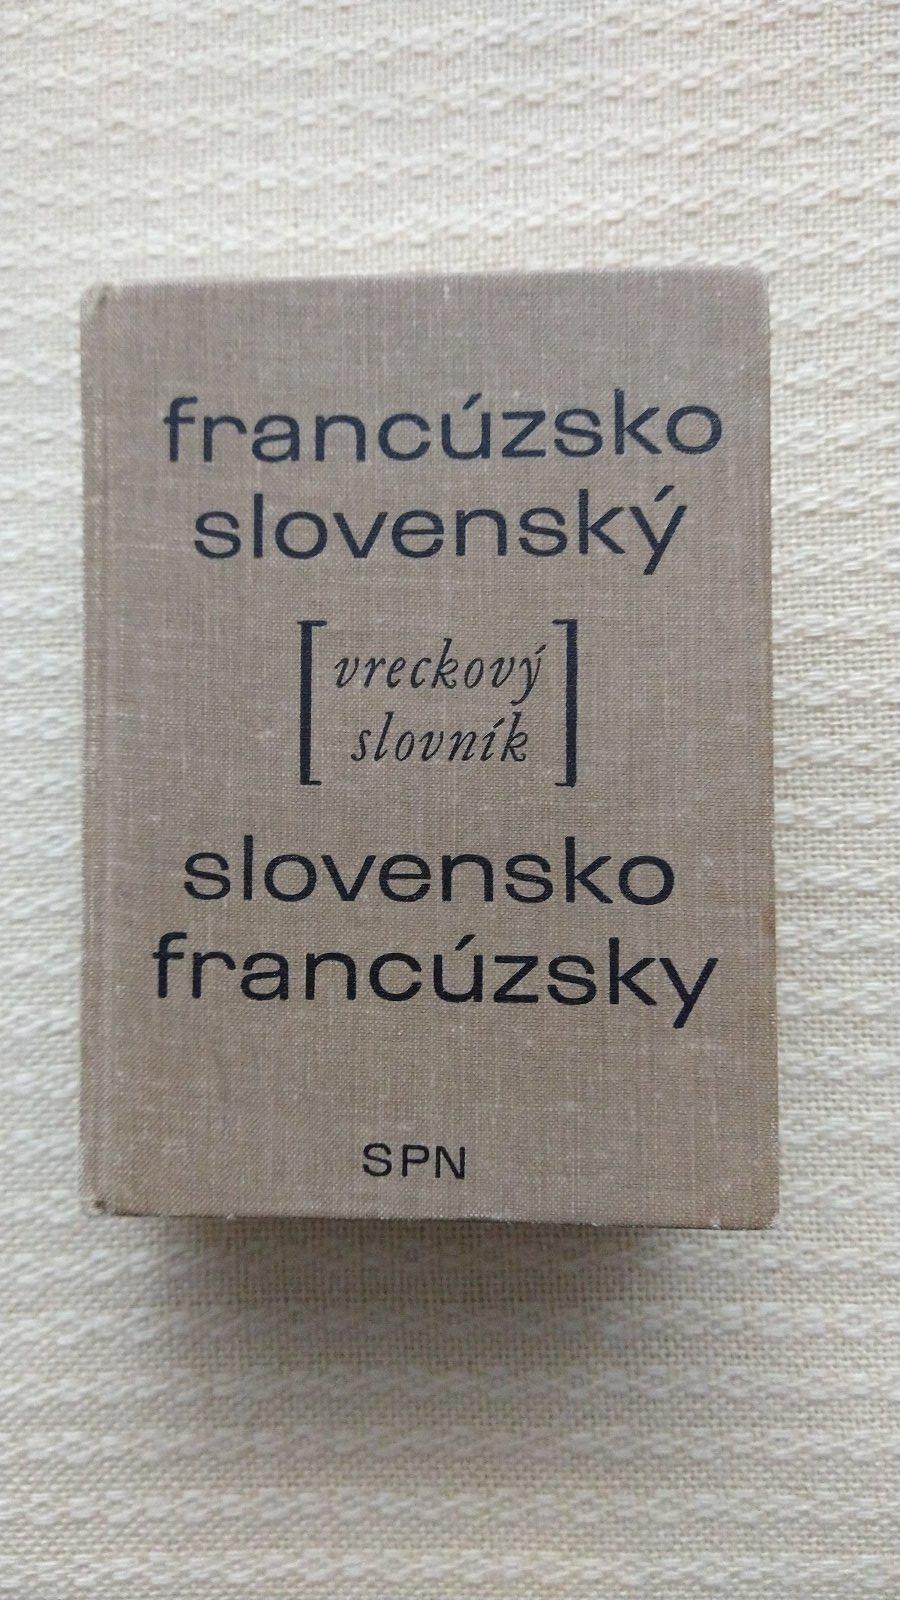 francúzsko
slovenský
[vreckový
slovník]
slovensko
francúzsky
SPN